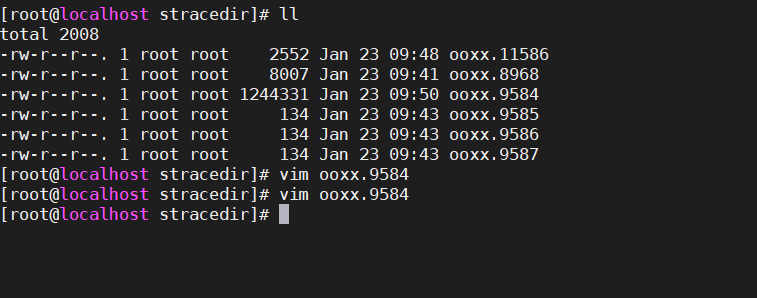 [root@localhost stracedir]# ll
total 2008
-rw-r--r--. 1 root root    2552 Jan 23 09:48 ooxx.11586
-rw-r--r--. 1 root root    8007 Jan 23 09:41 ooxx.8968
-rw-r--r--. 1 root root 1244331 Jan 23 09:50 ooxx.9584
-rw-r--r--. 1 root root     134 Jan 23 09:43 ooxx.9585
-rw-r--r--. 1 root root     134 Jan 23 09:43 ooxx.9586
-rw-r--r--. 1 root root     134 Jan 23 09:43 ooxx.9587
[root@localhost stracedir]# vim ooxx.9584
[root@localhost stracedir]# vim ooxx.9584
[root@localhost stracedir]#